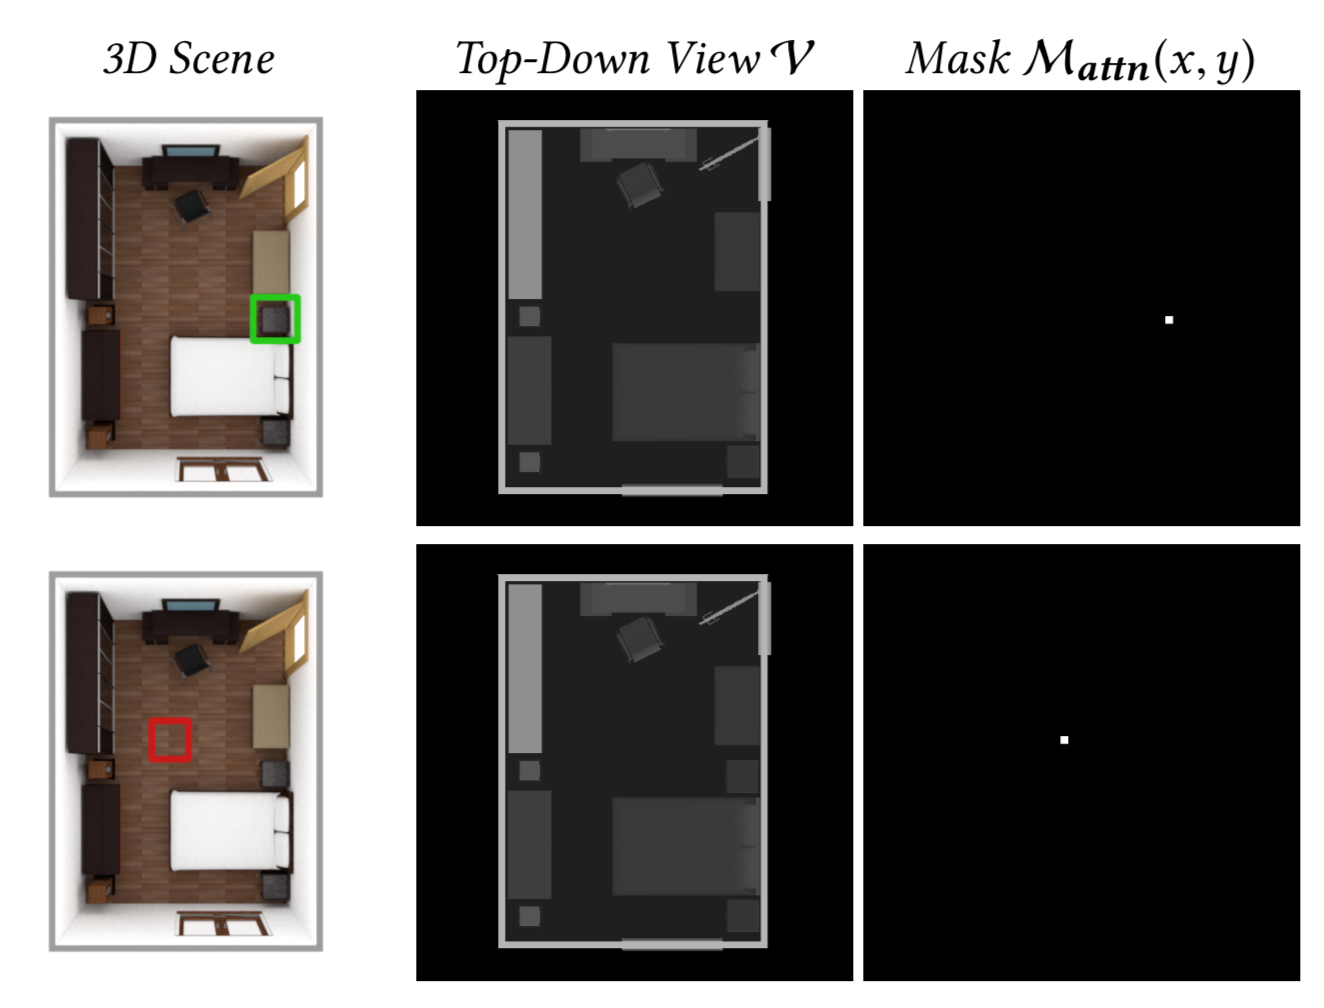 3D Scene Top-Down View 𝒱 Mask ℳattn(x, y)